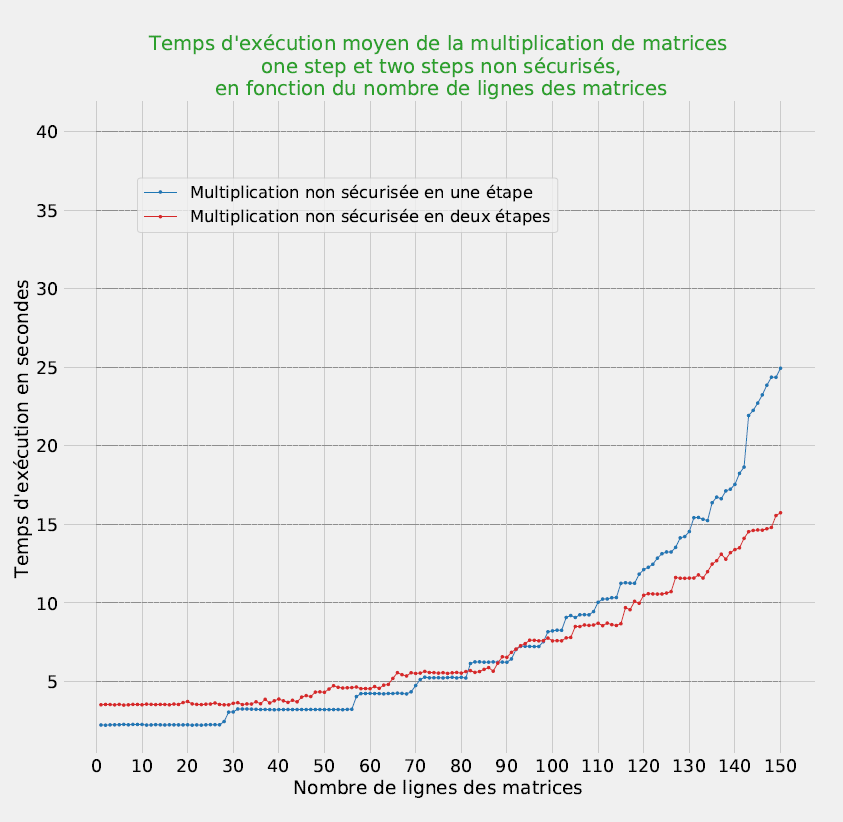 Temps d'exécution moyen de la multiplication de matrices
one step et two steps non sécurisés,
en fonction du nombre de lignes des matrices
Multiplication non sécurisée en une étape
Multiplication non sécurisée en deux étapes
Temps d'exécution en secondes
40
35
30
25
20
15
10
5
0 10 20 30 40 50 60 70 80 90 100 110 120 130 140 150
Nombre de lignes des matrices